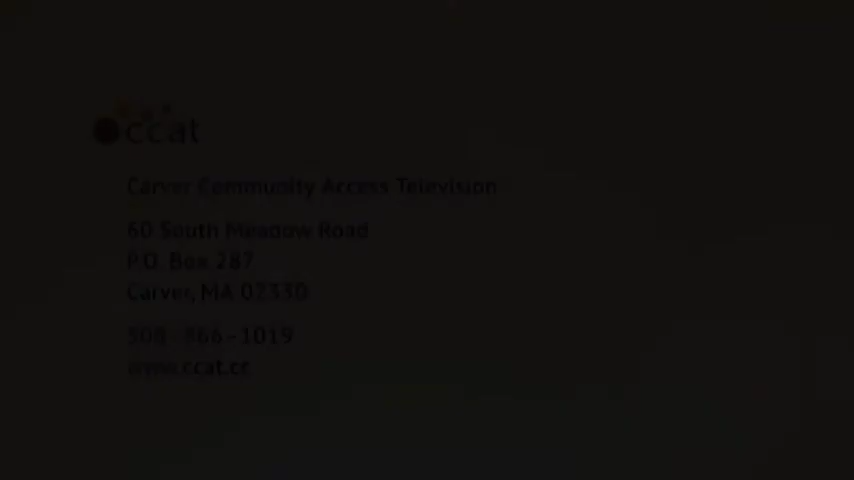 ccat
Carver Community Access Television
60 South Meadow Road
P.O. Box 287
Carver, MA 02330
508-866-1019
www.ccat.cc